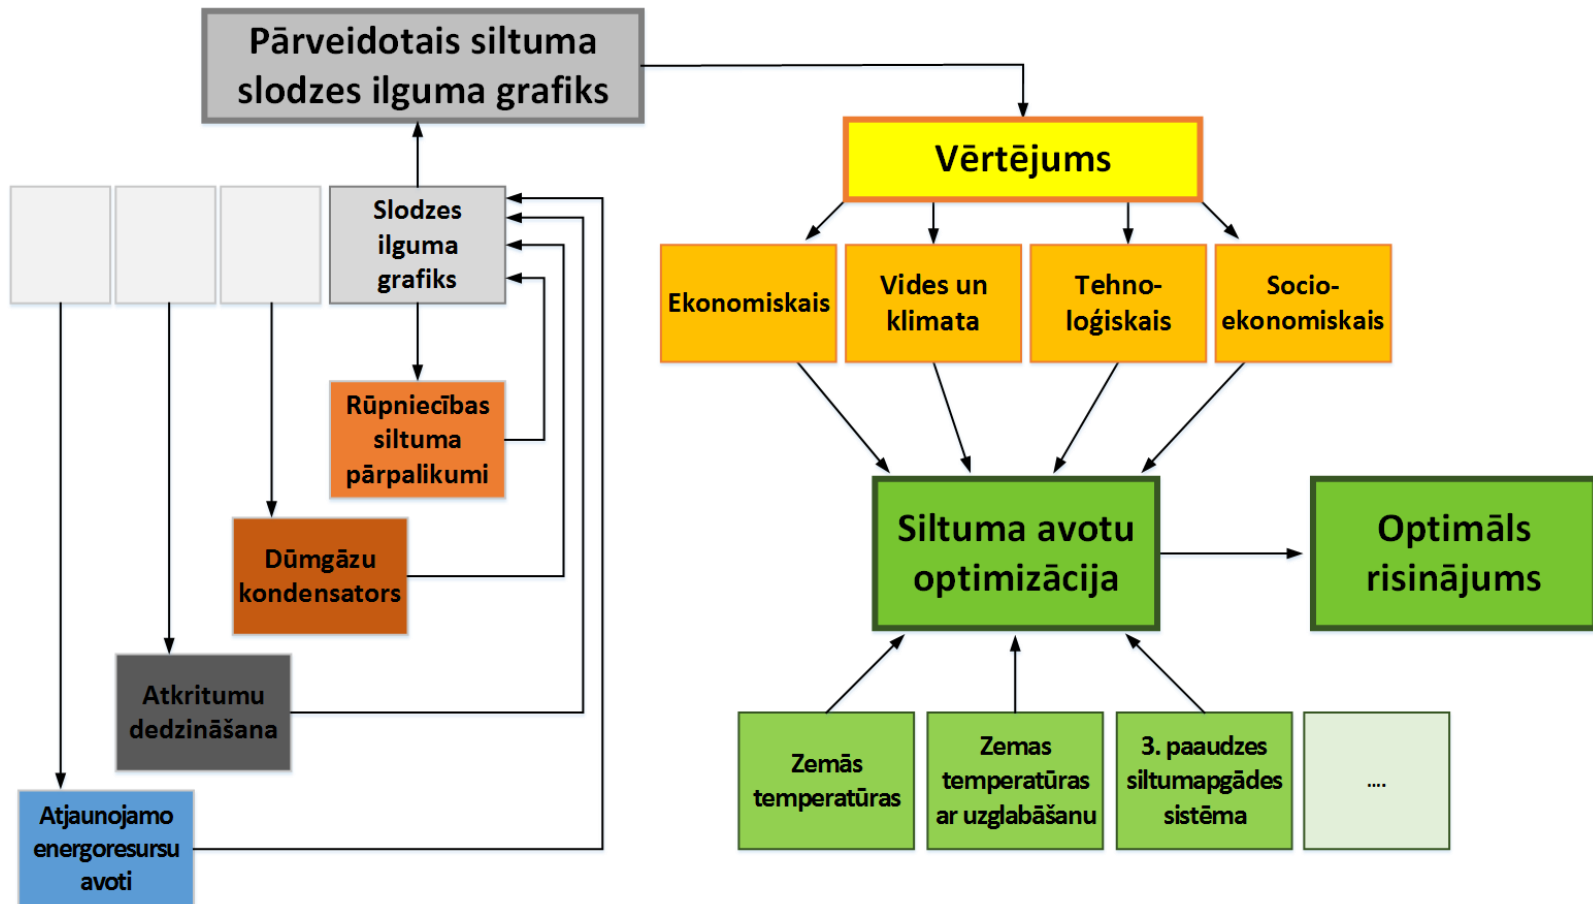 Pārveidotais siltuma
slodzes ilguma grafiks
Vērtējums
Slodzes
ilguma
grafiks
Ekonomiskais
Vides un
klimata
Tehno-
loģiskais
Socio-
ekonomiskais
Rūpniecības
siltuma
pārpalikumi
Dūmgāzu
kondensators
Atkritumu
dedzināšana
Atjaunojamo
energoresursu
avoti
Siltuma avotu
optimizācija
Optimāls
risinājums
Zemās
temperatūras
Zemas
temperatūras
ar uzglabāšanu
3. paaudzes
siltumapgādes
sistēma
....